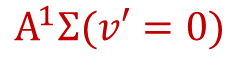 A¹Σ(v′ = 0)